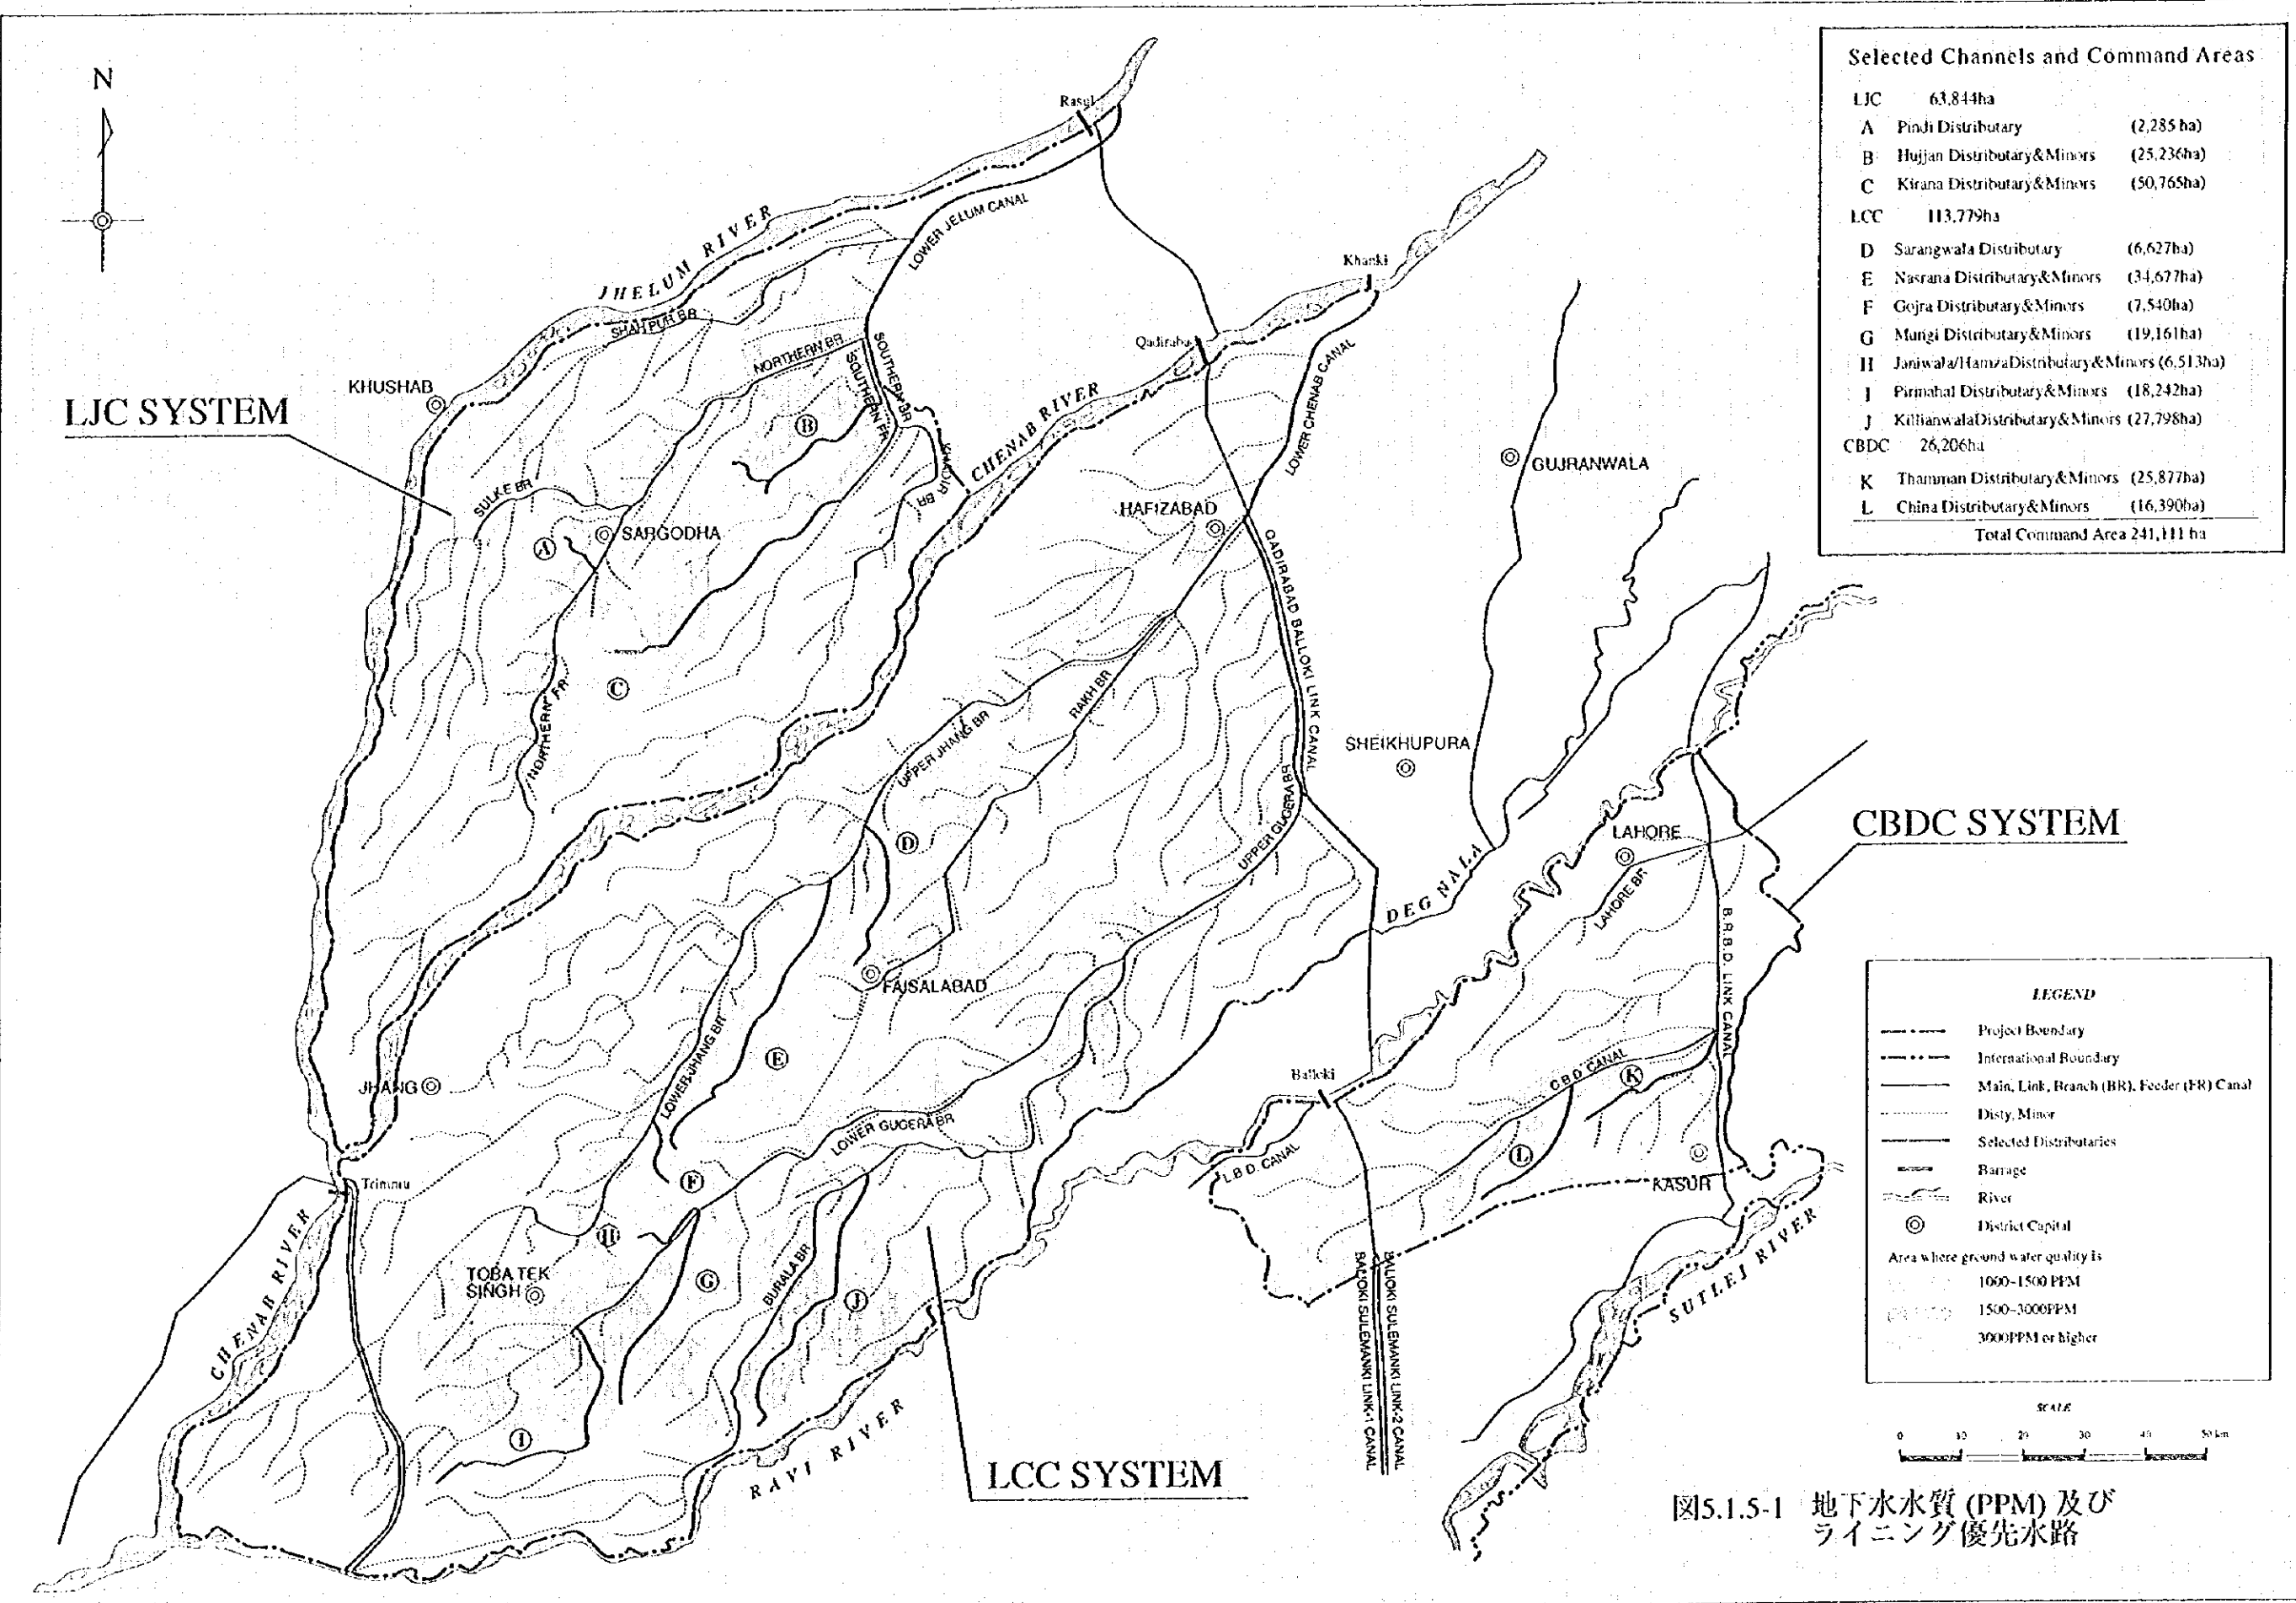 Selected Channels and Command Areas
LJC 63,844ha
A Pindi Distributary (2,285 ha)
B Hujjan Distributary&Minors (25,236ha)
C Kirana Distributary&Minors (50,765ha)
LCC 113,779ha
D Sarangwala Distributary (6,627ha)
E Nasrana Distributary&Minors (34,677ha)
F Gojra Distributary&Minors (7,540ha)
G Mungi Distributary&Minors (19,161ha)
H Janiwala/HamzaDistributary&Minors (6,513ha)
I Pirmahal Distributary&Minors (18,242ha)
J KillianwalaDistributary&Minors (27,798ha)
CBDC 26,206ha
K Thamman Distributary&Minors (25,877ha)
L China Distributary&Minors (16,390ha)
Total Command Area 241,111 ha
N
Rasul
JHELUM RIVER
LOWER JELUM CANAL
Khanki
SHAHPUR BR
NORTHERN BR
SOUTHERN BR
SOUTHERN FR
Qadiraba
KHUSHAB
LJC SYSTEM
B
KHADIR BR
CHENAB RIVER
LOWER CHENAB CANAL
GUJRANWALA
SULKE BR
HAFIZABAD
A
SARGODHA
QADIRABAD BALLOKI LINK CANAL
C
NORTHERN FR
UPPER JHANG BR
RAKH BR
SHEIKHUPURA
UPPER GUGERA BR
D
LAHORE
CBDC SYSTEM
LAHORE BR
DEG NALA
B.R.B.D. LINK CANAL
FAISALABAD
LOWER JHANG BR
E
JHANG
C.B.D. CANAL
K
Balloki
LOWER GUGERA BR
L
L.B.D. CANAL
KASUR
Trimmu
F
CHENAB RIVER
H
TOBA TEK
SINGH
G
BURALA BR
J
BALIOKI SULEMANKI LINK-1 CANAL
BALIOKI SULEMANKI LINK-2 CANAL
SUTLEJ RIVER
I
RAVI RIVER
LCC SYSTEM
LEGEND
Project Boundary
International Boundary
Main, Link, Branch (BR), Feeder (FR) Canal
Disty, Minor
Selected Distributaries
Barrage
River
District Capital
Area where ground water quality is
1000-1500 PPM
1500-3000PPM
3000PPM or higher
SCALE
0 10 20 30 40 50 km
図5.1.5-1 地下水水質 (PPM) 及び
ライニング優先水路